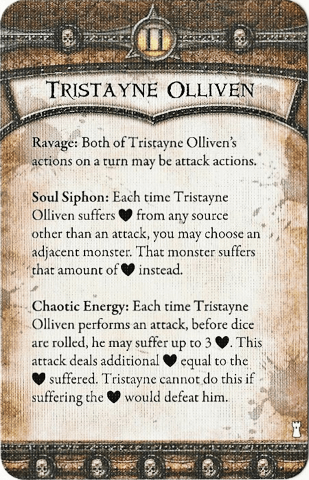 II
TRISTAYNE OLLIVEN
Ravage: Both of Tristayne Olliven's
actions on a turn may be attack actions.
Soul Siphon: Each time Tristayne
Olliven suffers ♥ from any source
other than an attack, you may choose an
adjacent monster. That monster suffers
that amount of ♥ instead.
Chaotic Energy: Each time Tristayne
Olliven performs an attack, before dice
are rolled, he may suffer up to 3 ♥. This
attack deals additional ♥ equal to the
♥ suffered. Tristayne cannot do this if
suffering the ♥ would defeat him.